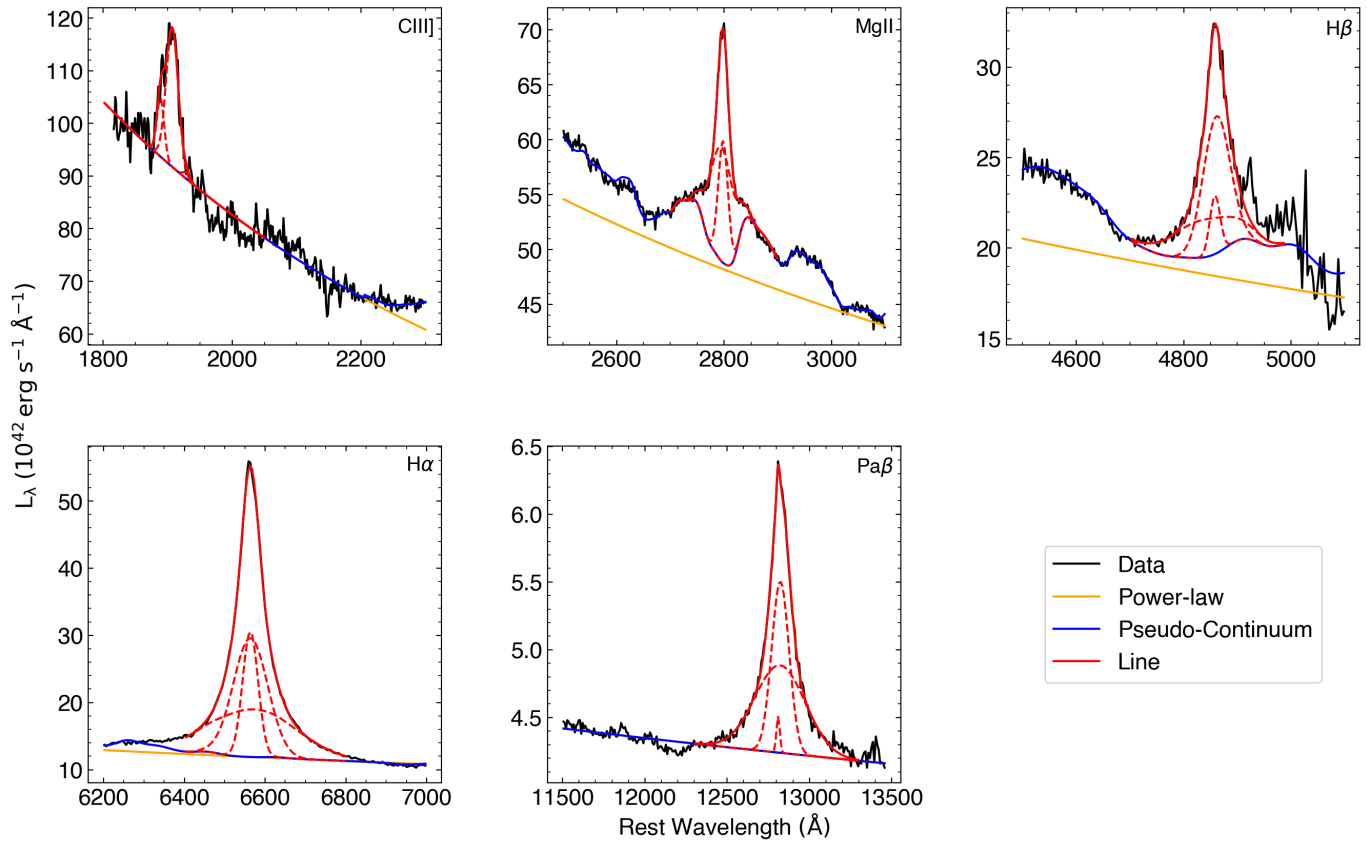 CIII]
120
110
100
90
80
70
60
1800 2000 2200
MgII
70
65
60
55
50
45
2600 2800 3000
Hβ
30
25
20
15
4600 4800 5000
L_λ (10^42 erg s^−1 Å^−1)
Hα
50
40
30
20
10
6200 6400 6600 6800 7000
Paβ
6.5
6.0
5.5
5.0
4.5
11500 12000 12500 13000 13500
Rest Wavelength (Å)
Data
Power-law
Pseudo-Continuum
Line